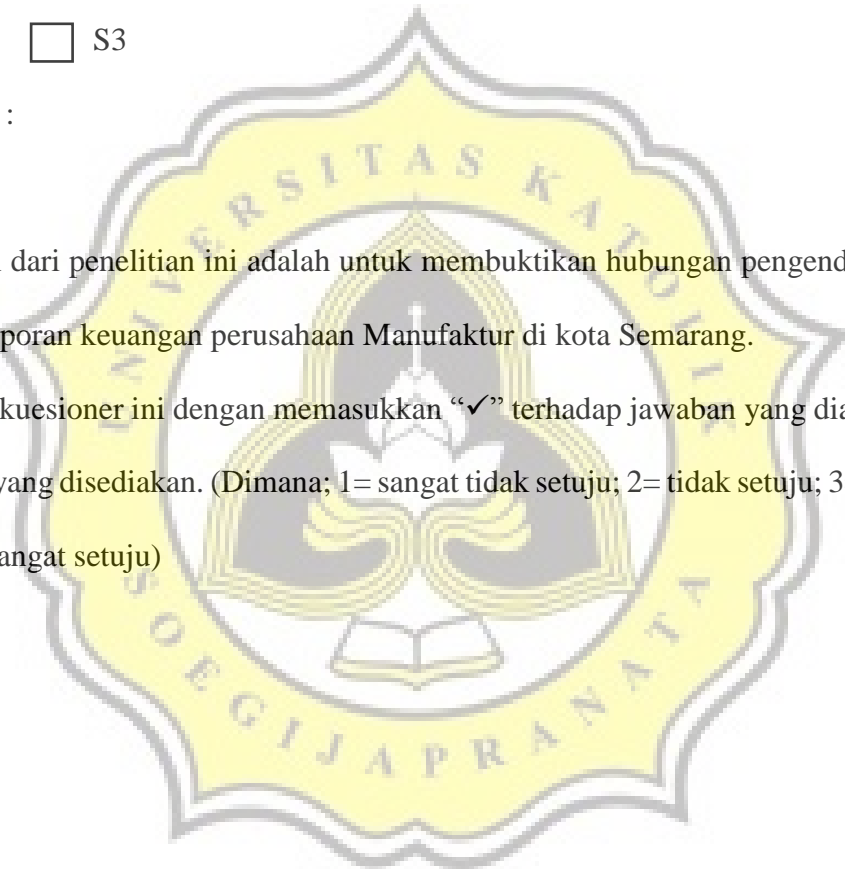 S3
:
dari penelitian ini adalah untuk membuktikan hubungan pengend
poran keuangan perusahaan Manufaktur di kota Semarang.
kuesioner ini dengan memasukkan “✓” terhadap jawaban yang dia
yang disediakan. (Dimana; 1= sangat tidak setuju; 2= tidak setuju; 3
angat setuju)
UNIVERSITAS KATOLIK
SOEGIJAPRANATA